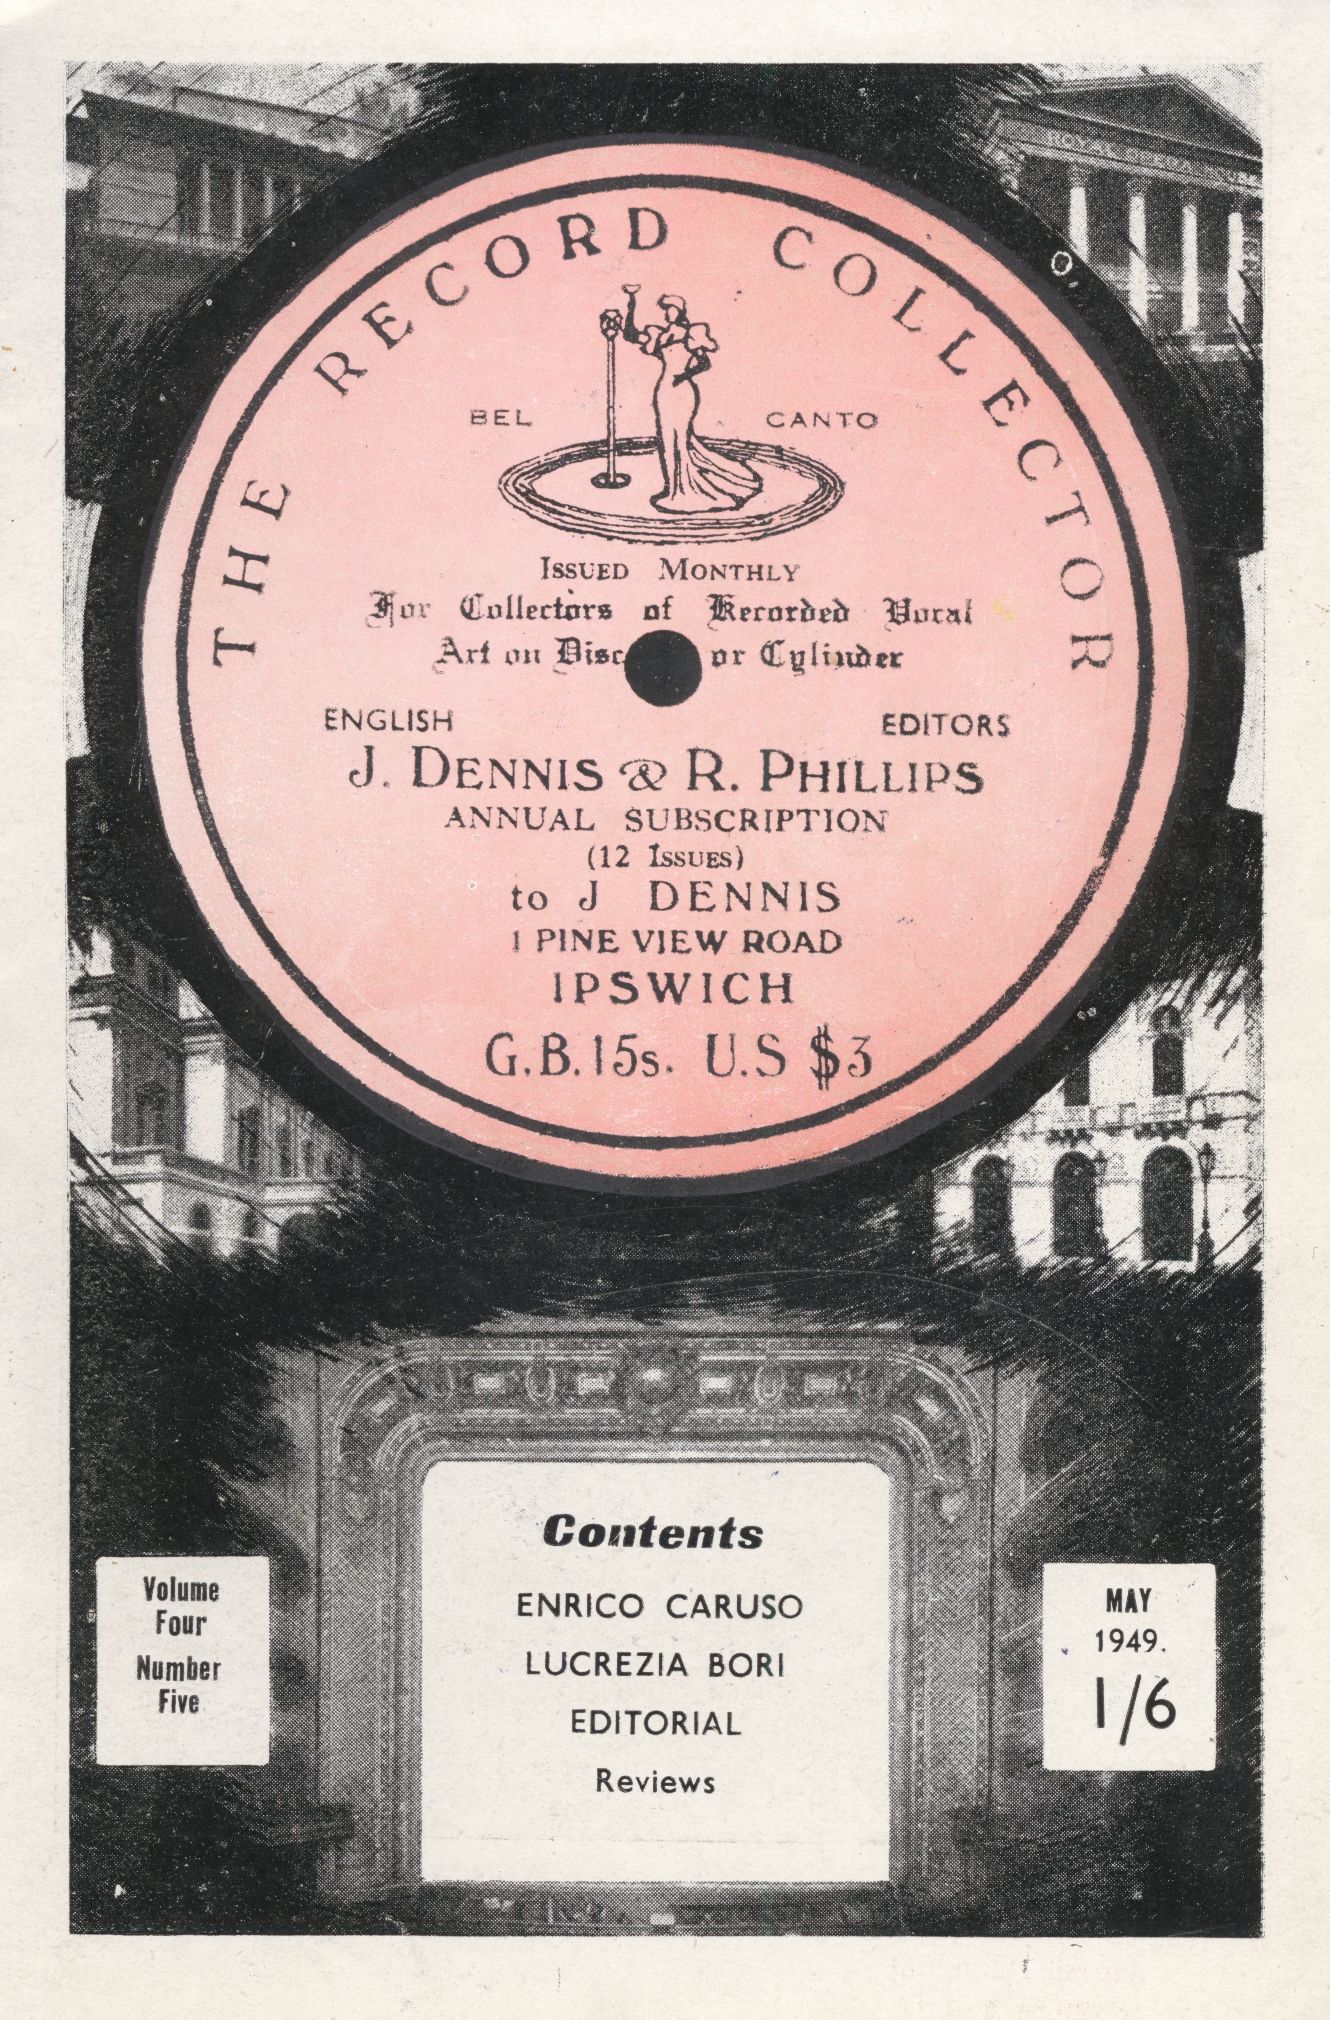 THE RECORD COLLECTOR
BEL CANTO
ISSUED MONTHLY
For Collectors of Recorded Vocal
Art on Disc or Cylinder
ENGLISH EDITORS
J. DENNIS & R. PHILLIPS
ANNUAL SUBSCRIPTION
(12 ISSUES)
to J DENNIS
1 PINE VIEW ROAD
IPSWICH
G.B. 15s. U.S $3
Contents
ENRICO CARUSO
LUCREZIA BORI
EDITORIAL
Reviews
Volume
Four
Number
Five
MAY
1949.
1/6